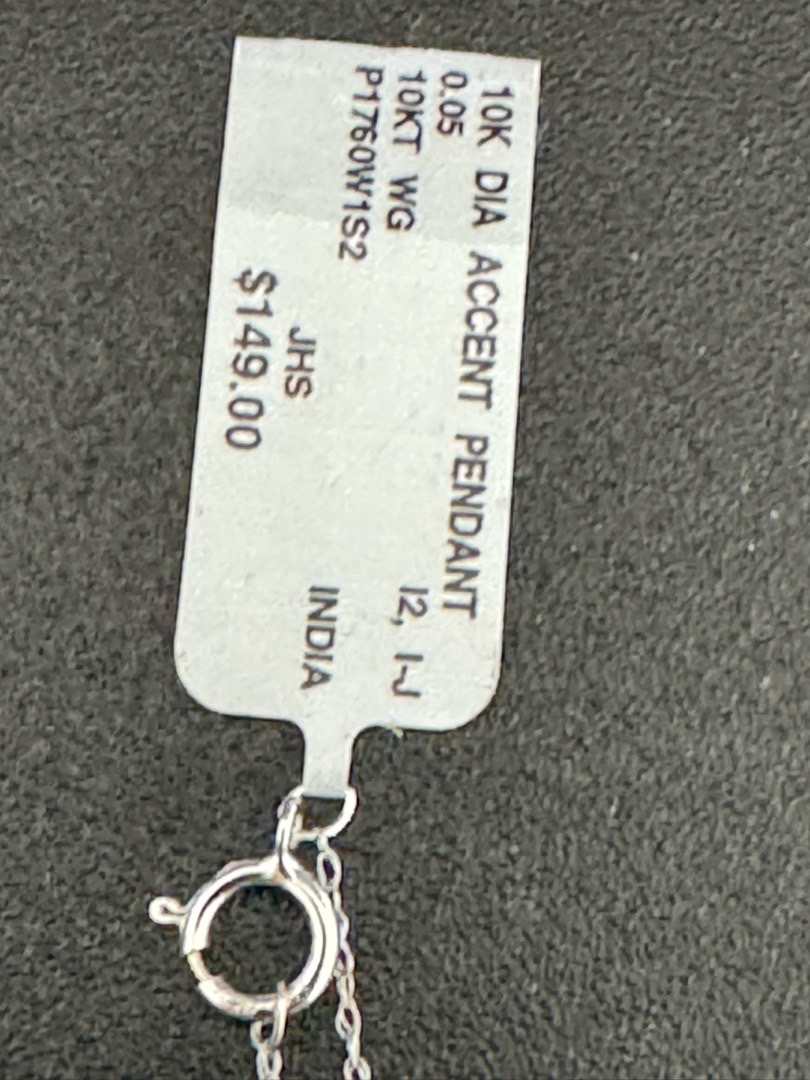 10K DIA ACCENT PENDANT
0.05 I2, I-J
10KT WG
P1760W1S2 INDIA
JHS
$149.00